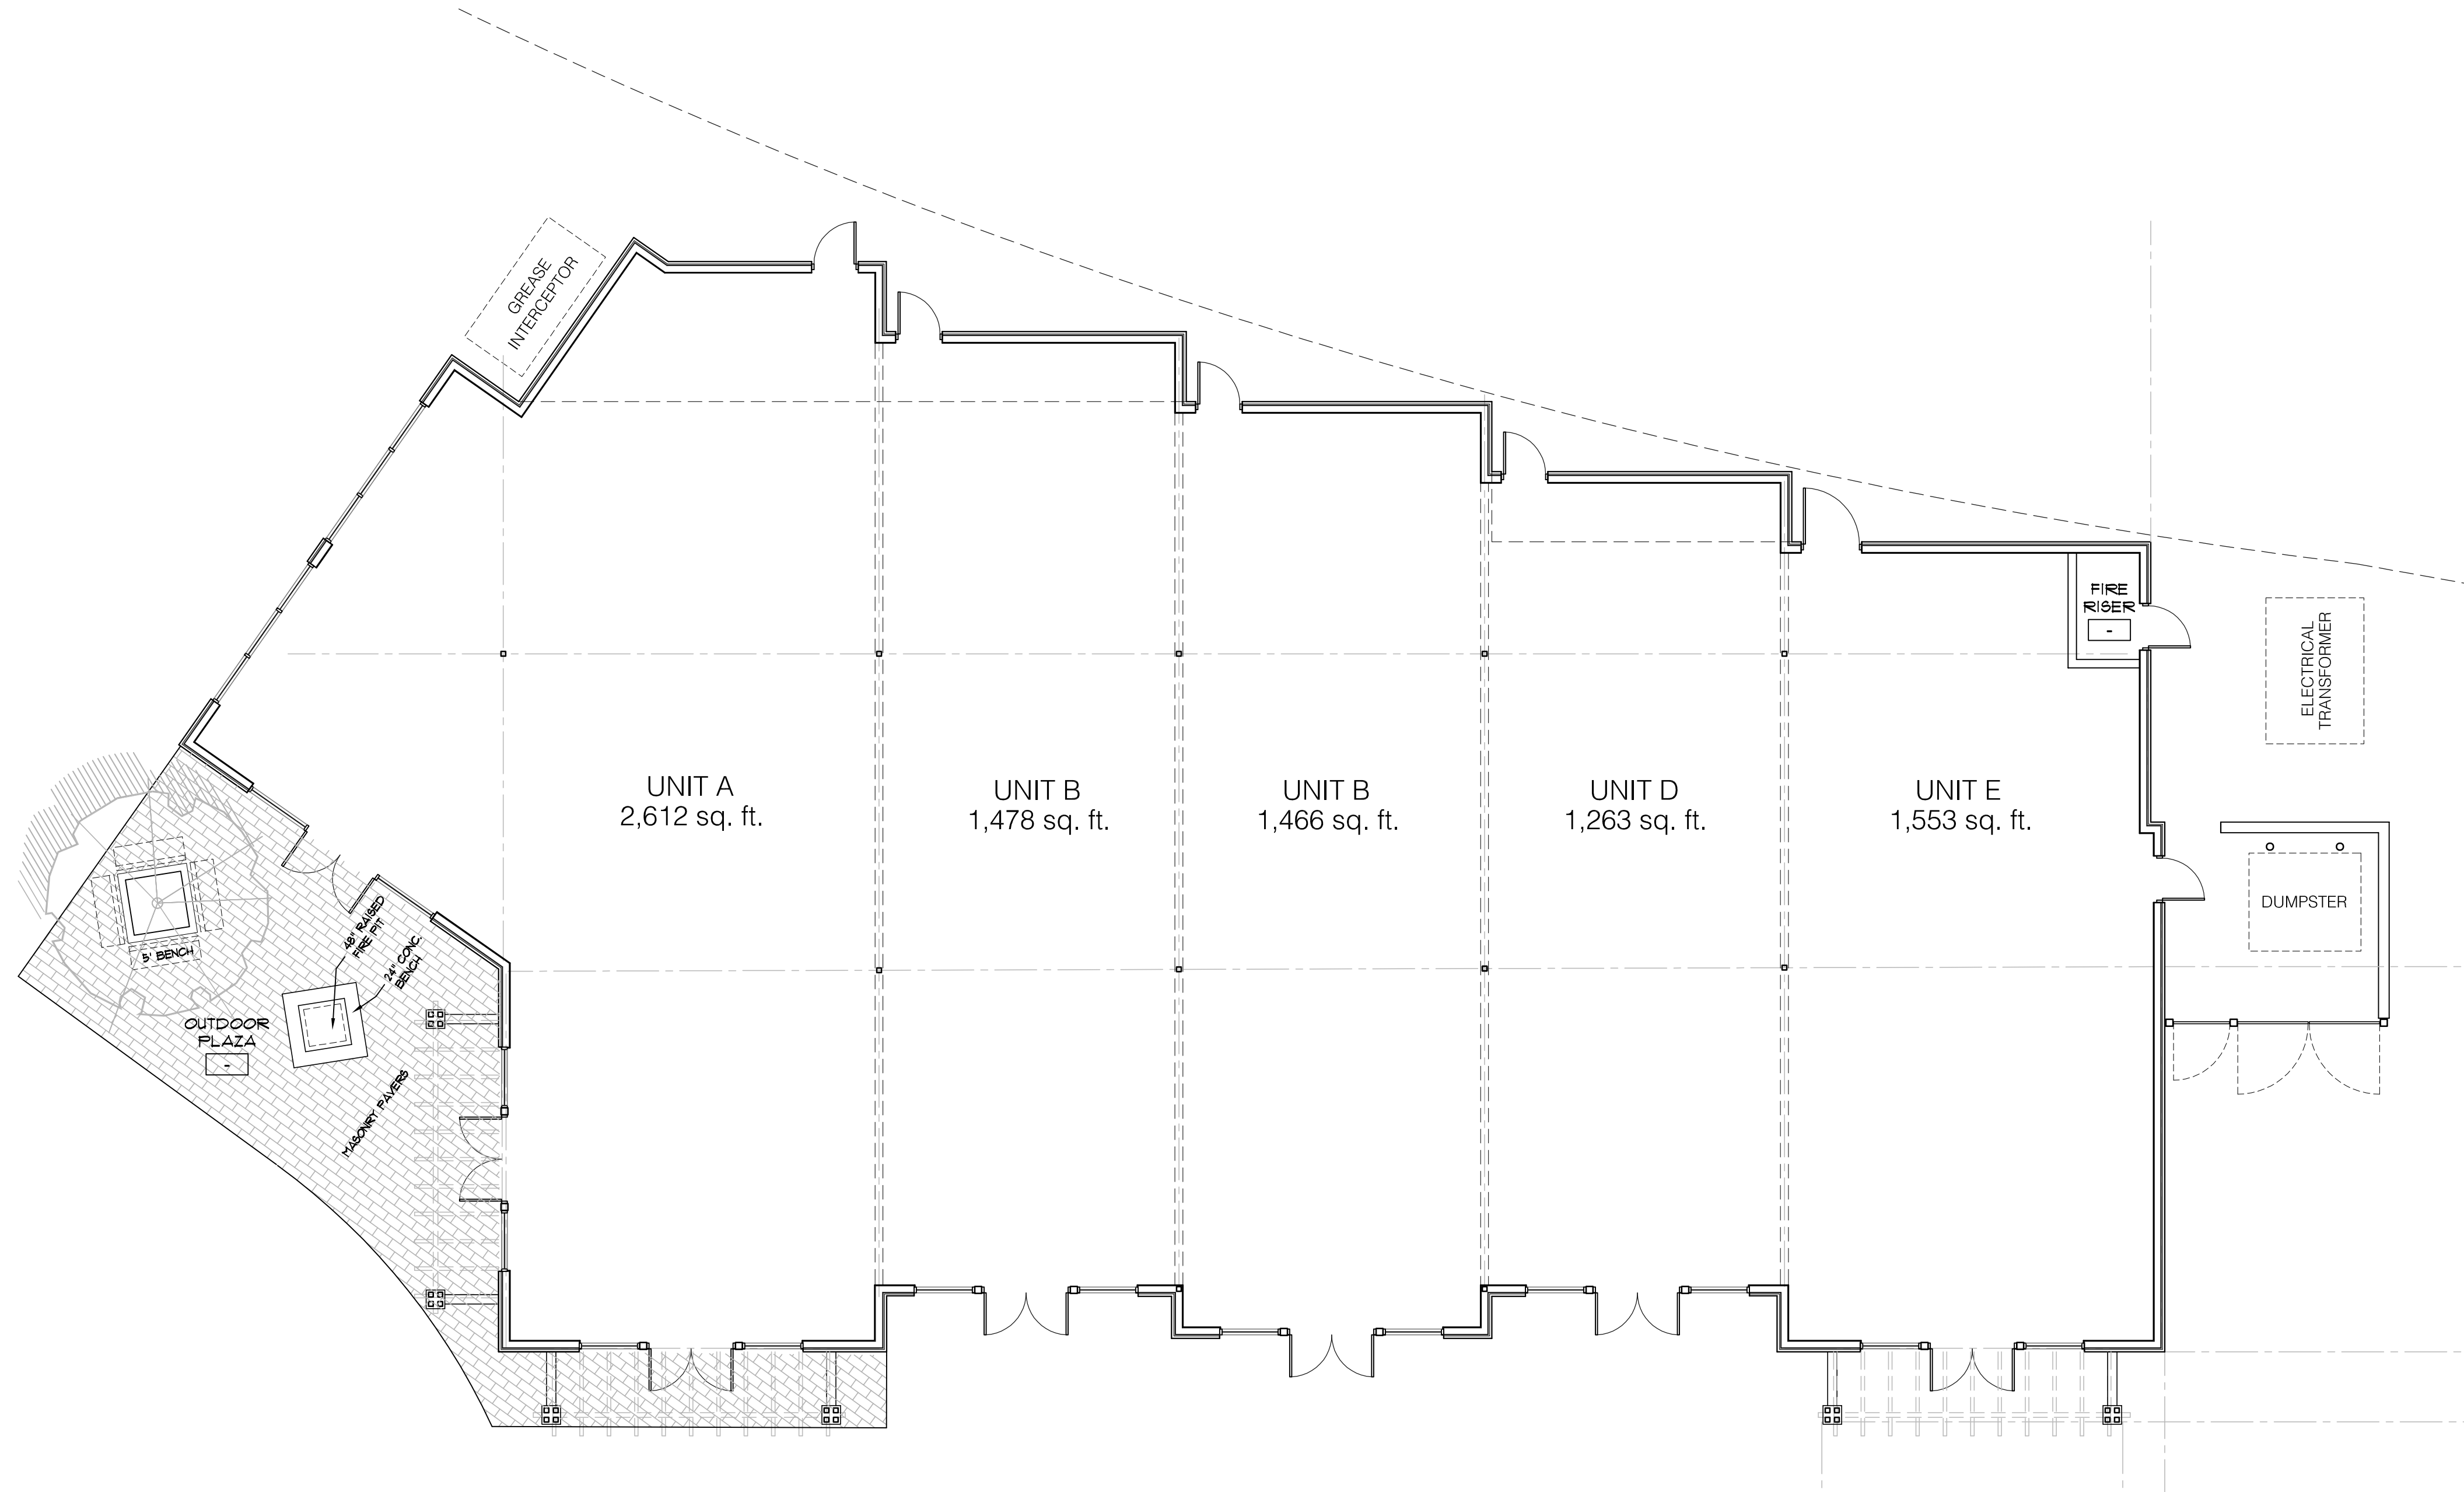 GREASE
INTERCEPTOR
FIRE
RISER
-
ELECTRICAL
TRANSFORMER
UNIT A
2,612 sq. ft.
UNIT B
1,478 sq. ft.
UNIT B
1,466 sq. ft.
UNIT D
1,263 sq. ft.
UNIT E
1,553 sq. ft.
DUMPSTER
48" RAISED
FIRE PIT
24" CONC.
BENCH
5' BENCH
OUTDOOR
PLAZA
-
MASONRY PAVERS